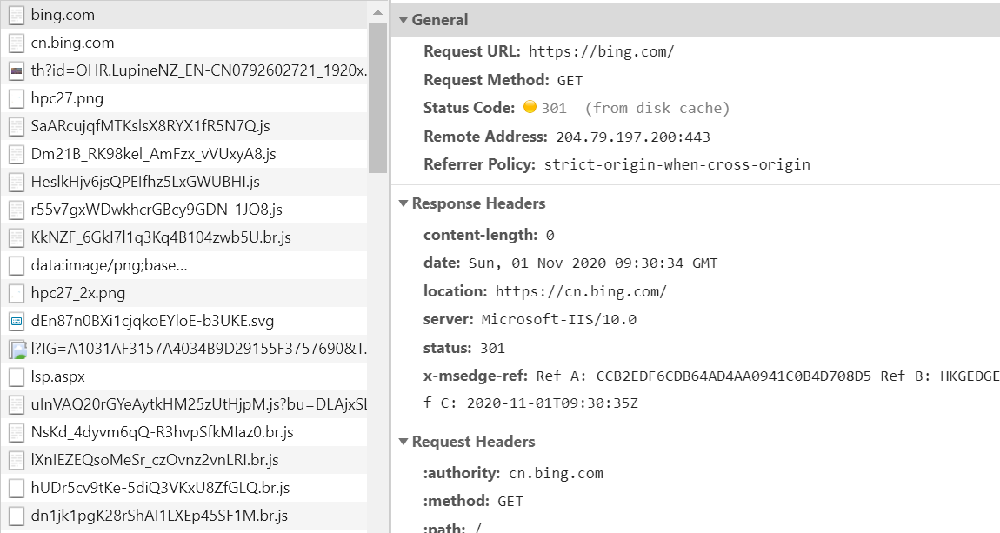 bing.com
cn.bing.com
th?id=OHR.LupineNZ_EN-CN0792602721_1920x.
hpc27.png
SaARcujqfMTKslsX8RYX1fR5N7Q.js
Dm21B_RK98kel_AmFzx_vVUxyA8.js
HeslkHjv6jsQPEIfhz5LxGWUBHI.js
r55v7gxWDwkhcrGBcy9GDN-1JO8.js
KkNZF_6GkI7l1q3Kq4B104zwb5U.br.js
data:image/png;base...
hpc27_2x.png
dEn87n0BXi1cjqkoEYloE-b3UKE.svg
l?IG=A1031AF3157A4034B9D29155F3757690&T.
lsp.aspx
uInVAQ20rGYeAytkHM25zUtHjpM.js?bu=DLAjxSL
NsKd_4dyvm6qQ-R3hvpSfkMIaz0.br.js
lXnIEZEQsoMeSr_czOvnz2vnLRI.br.js
hUDr5cv9tKe-5diQ3VKxU8ZfGLQ.br.js
dn1jk1pgK28rShAI1LXEp45SF1M.br.js
General
Request URL: https://bing.com/
Request Method: GET
Status Code: 301 (from disk cache)
Remote Address: 204.79.197.200:443
Referrer Policy: strict-origin-when-cross-origin
Response Headers
content-length: 0
date: Sun, 01 Nov 2020 09:30:34 GMT
location: https://cn.bing.com/
server: Microsoft-IIS/10.0
status: 301
x-msedge-ref: Ref A: CCB2EDF6CDB64AD4AA0941C0B4D708D5 Ref B: HKGEDGE
f C: 2020-11-01T09:30:35Z
Request Headers
:authority: cn.bing.com
:method: GET
:path: /